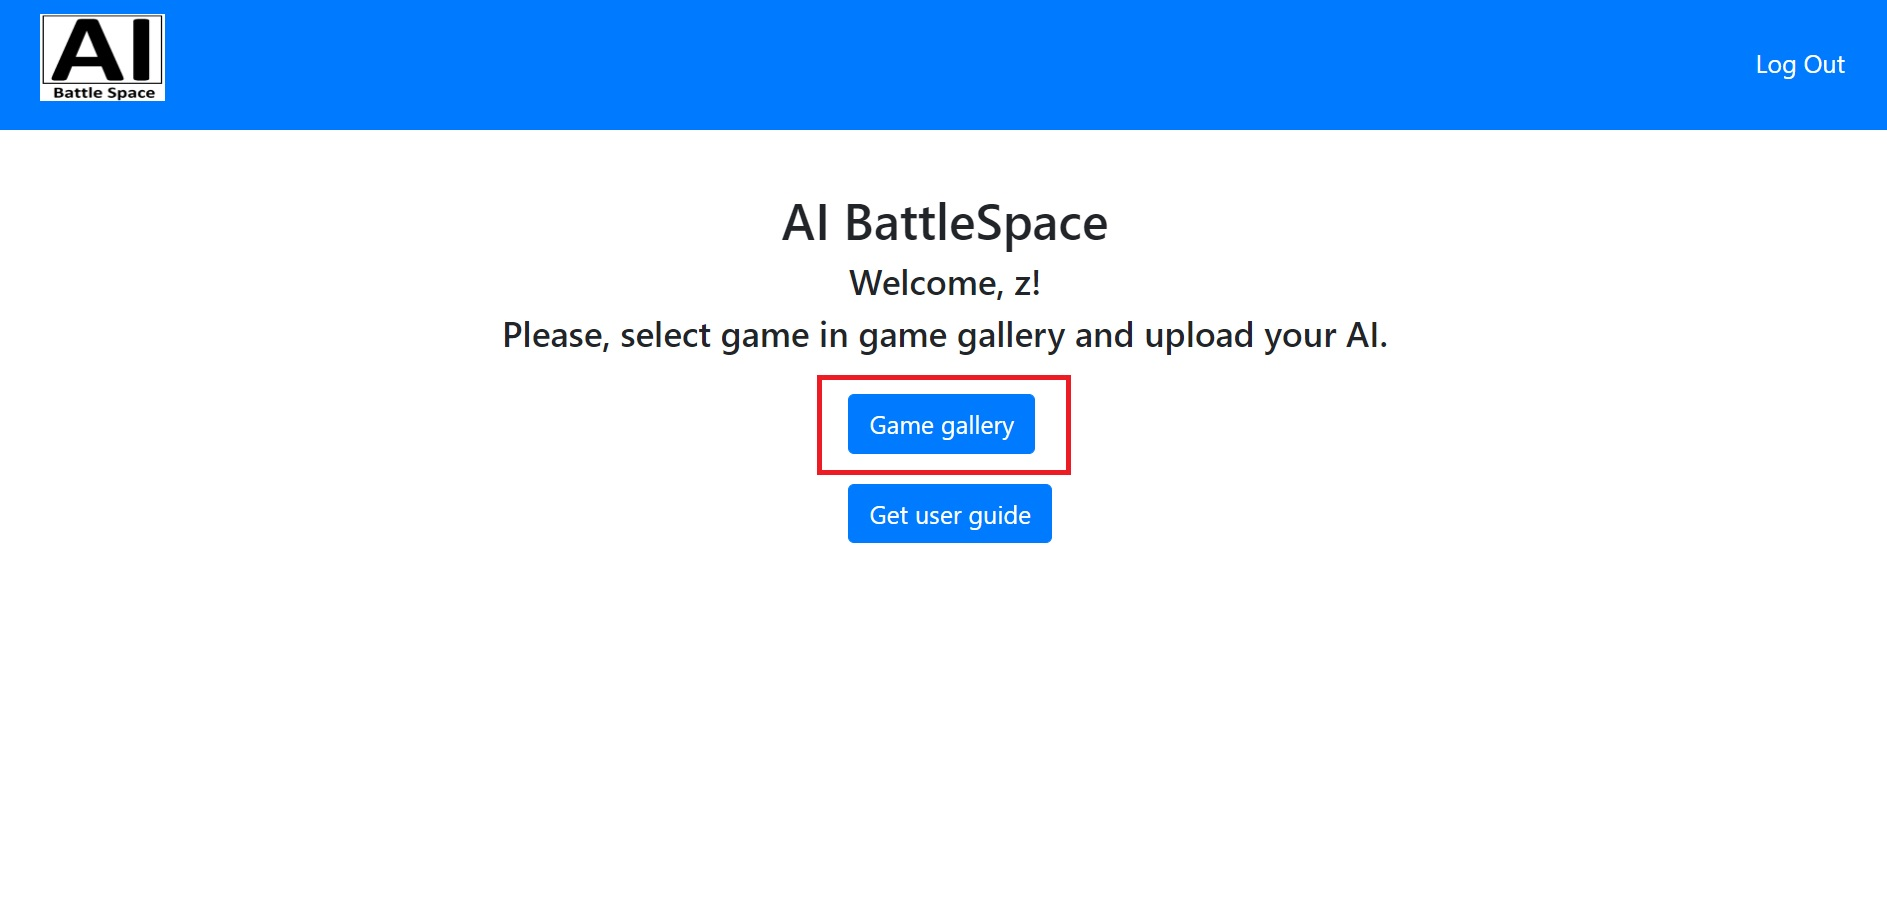 AI
Battle Space
Log Out
AI BattleSpace
Welcome, z!
Please, select game in game gallery and upload your AI.
Game gallery
Get user guide